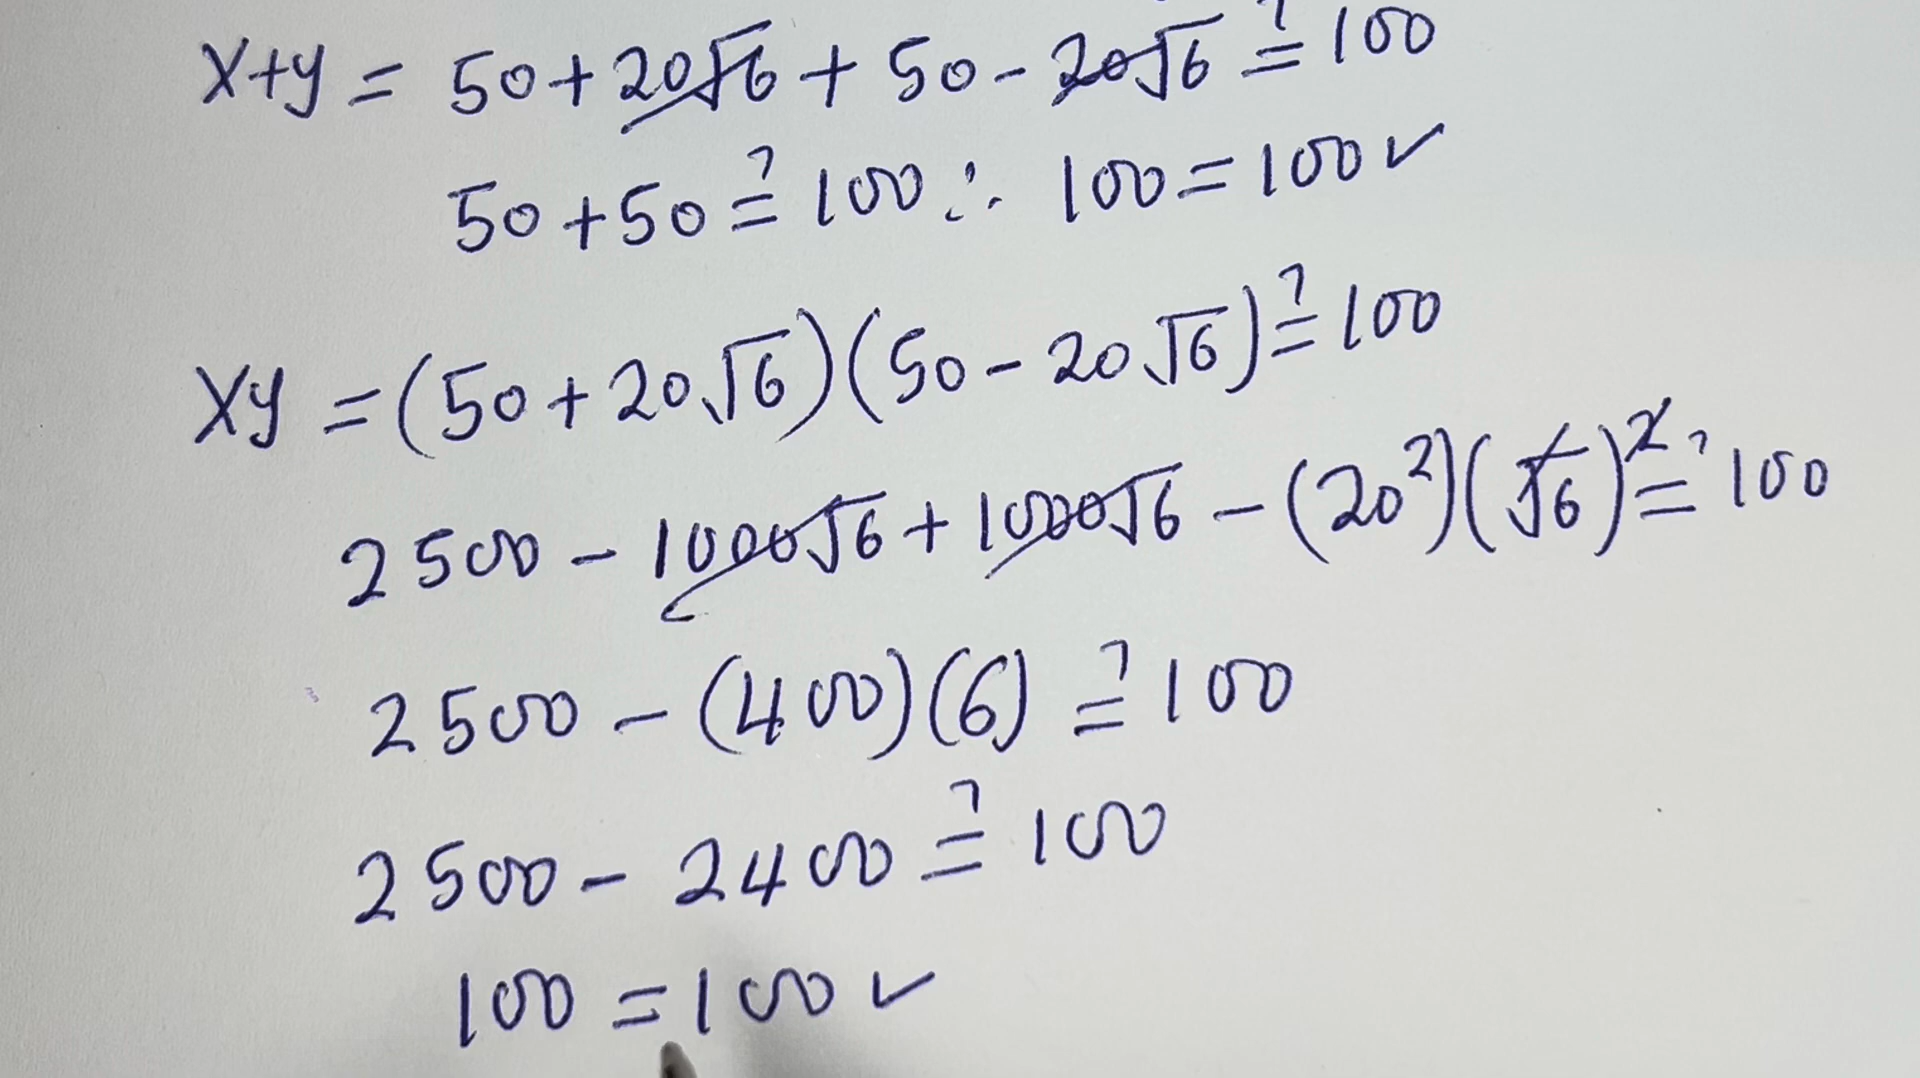 X+y = 50+20√6 + 50-20√6 ≟ 100
50+50 ≟ 100 ∴ 100=100✓
Xy = (50+20√6)(50-20√6) ≟ 100
2500 - 1000√6 + 1000√6 - (20²)(√6)² ≟ 100
2500 - (400)(6) ≟ 100
2500 - 2400 ≟ 100
100 = 100✓